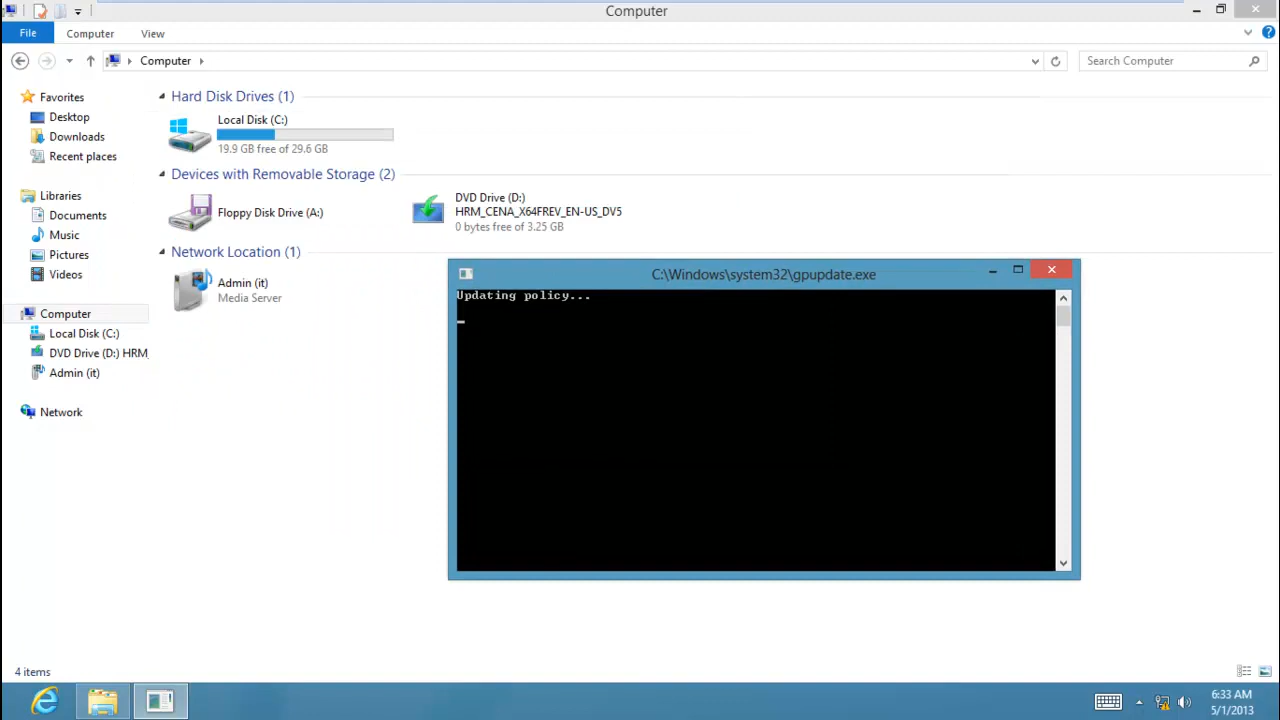 Computer
File
Computer
View
Computer
Search Computer
Favorites
Desktop
Downloads
Recent places
Libraries
Documents
Music
Pictures
Videos
Computer
Local Disk (C:)
DVD Drive (D:) HRM_
Admin (it)
Network
Hard Disk Drives (1)
Local Disk (C:)
19.9 GB free of 29.6 GB
Devices with Removable Storage (2)
Floppy Disk Drive (A:)
DVD Drive (D:)
HRM_CENA_X64FREV_EN-US_DV5
0 bytes free of 3.25 GB
Network Location (1)
Admin (it)
Media Server
C:\Windows\system32\gpupdate.exe
Updating policy...
4 items
6:33 AM
5/1/2013